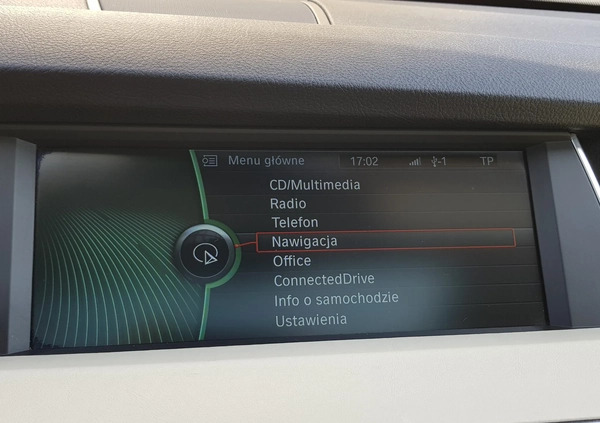 Menu główne 17:02 -1 TP
CD/Multimedia
Radio
Telefon
Nawigacja
Office
ConnectedDrive
Info o samochodzie
Ustawienia